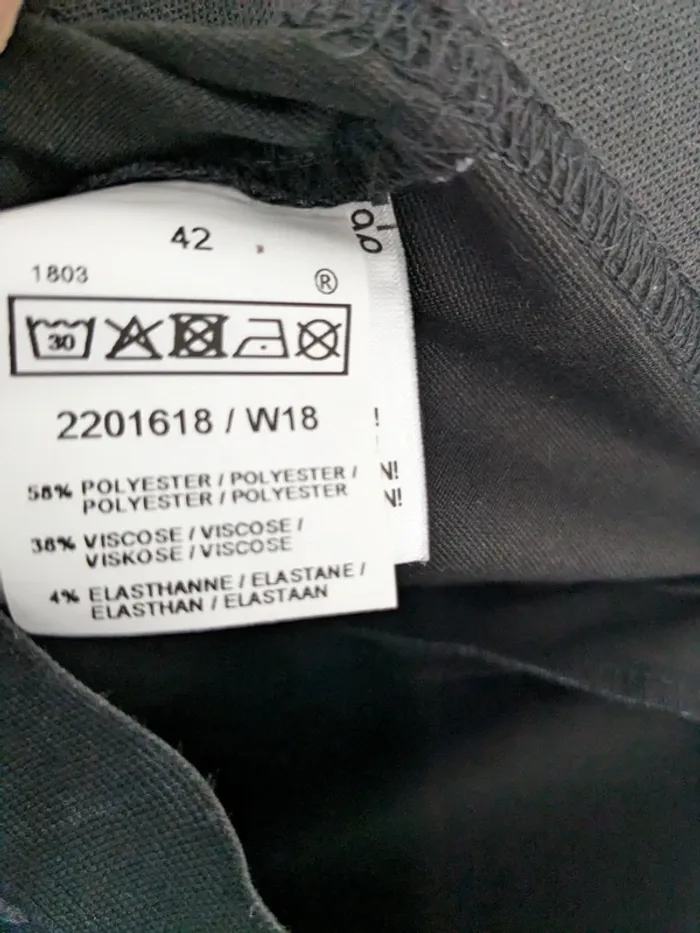 42
1803
®
30
2201618 / W18
58% POLYESTER / POLYESTER /
POLYESTER / POLYESTER
38% VISCOSE / VISCOSE /
VISKOSE / VISCOSE
4% ELASTHANNE / ELASTANE /
ELASTHAN / ELASTAAN
!
N!
N!